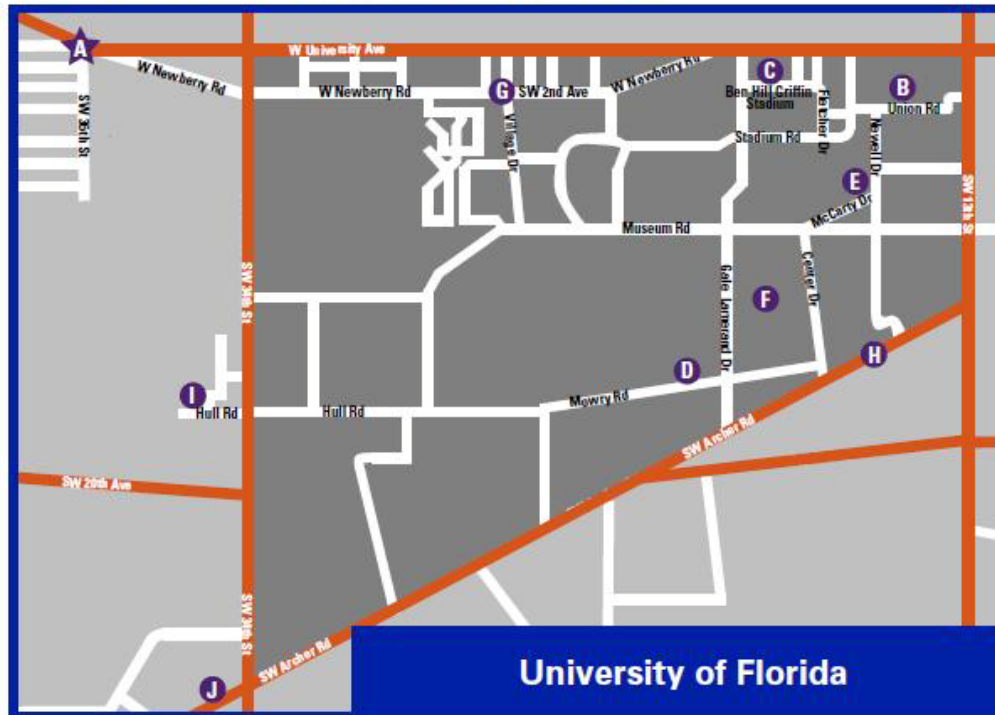 A
W University Ave
W Newberry Rd
SW 36th St
W Newberry Rd
G
SW 2nd Ave
W Newberry Rd
C
Ben Hill Griffin
Stadium
Fletcher Dr
B
Union Rd
Stadium Rd
Village Dr
Newell Dr
E
McCarty Dr
SW 13th St
Museum Rd
SW 34th St
Gale Lamerand Dr
Center Dr
F
H
D
I
Hull Rd
Hull Rd
Mowry Rd
SW Archer Rd
SW 20th Ave
SW 34th St
SW Archer Rd
J
University of Florida